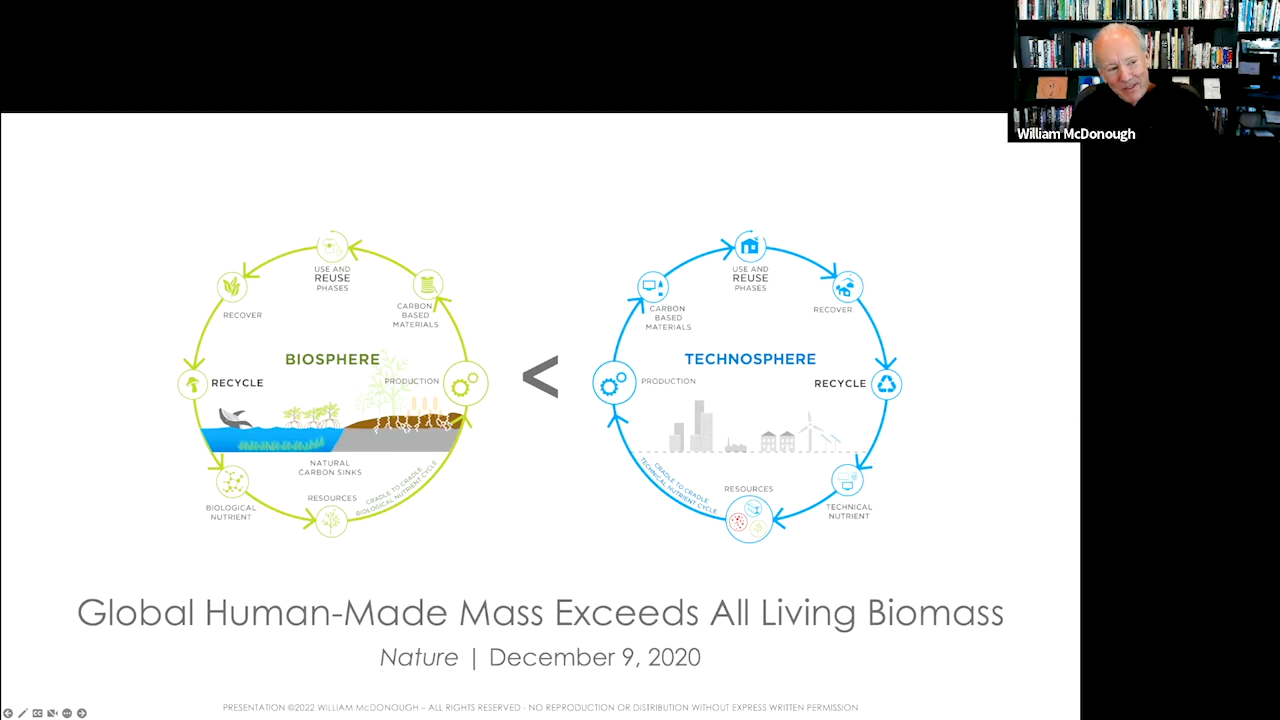 William McDonough
USE AND
REUSE
PHASES
RECOVER
CARBON
BASED
MATERIALS
BIOSPHERE
RECYCLE
PRODUCTION
NATURAL
CARBON SINKS
RESOURCES
BIOLOGICAL
NUTRIENT
CRADLE TO CRADLE
BIOLOGICAL NUTRIENT CYCLE
<
USE AND
REUSE
PHASES
CARBON
BASED
MATERIALS
RECOVER
TECHNOSPHERE
PRODUCTION
RECYCLE
CRADLE TO CRADLE
TECHNICAL NUTRIENT CYCLE
RESOURCES
TECHNICAL
NUTRIENT
Global Human-Made Mass Exceeds All Living Biomass
Nature | December 9, 2020
PRESENTATION ©2022 WILLIAM McDONOUGH – ALL RIGHTS RESERVED - NO REPRODUCTION OR DISTRIBUTION WITHOUT EXPRESS WRITTEN PERMISSION